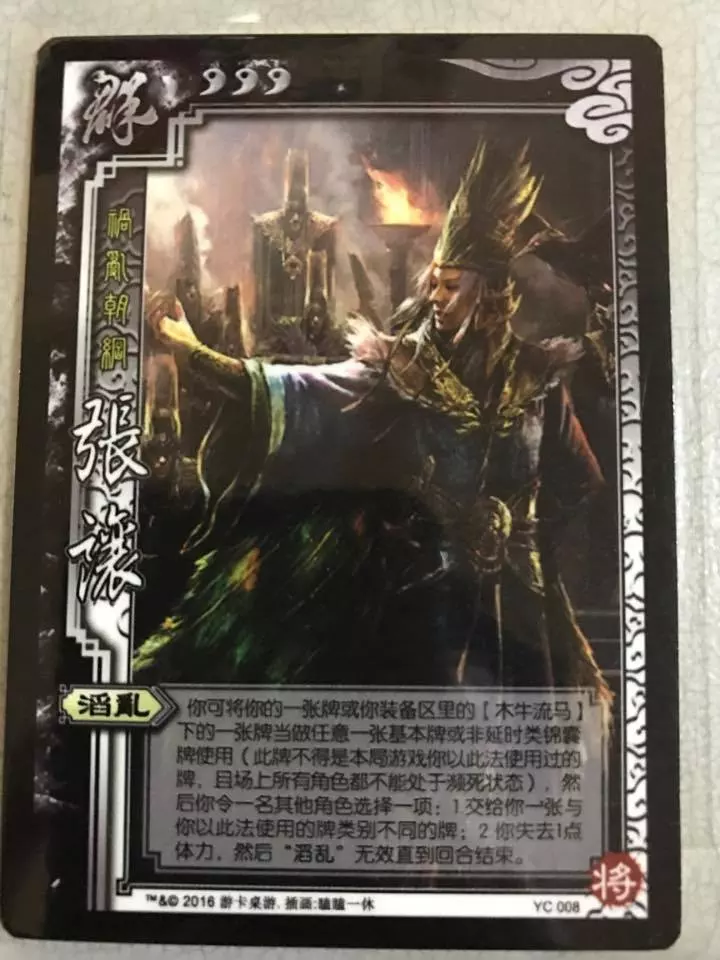 群
禍亂朝綱
張讓
滔亂
你可将你的一张牌或你装备区里的【木牛流马】
下的一张牌当做任意一张基本牌或非延时类锦囊
牌使用（此牌不得是本局游戏你以此法使用过的
牌，且场上所有角色都不能处于濒死状态），然
后你令一名其他角色选择一项：1交给你一张与
你以此法使用的牌类别不同的牌；2你失去1点
体力，然后“滔乱”无效直到回合结束。
将
™&© 2016 游卡桌游. 插画:蟎蟎一休
YC 008